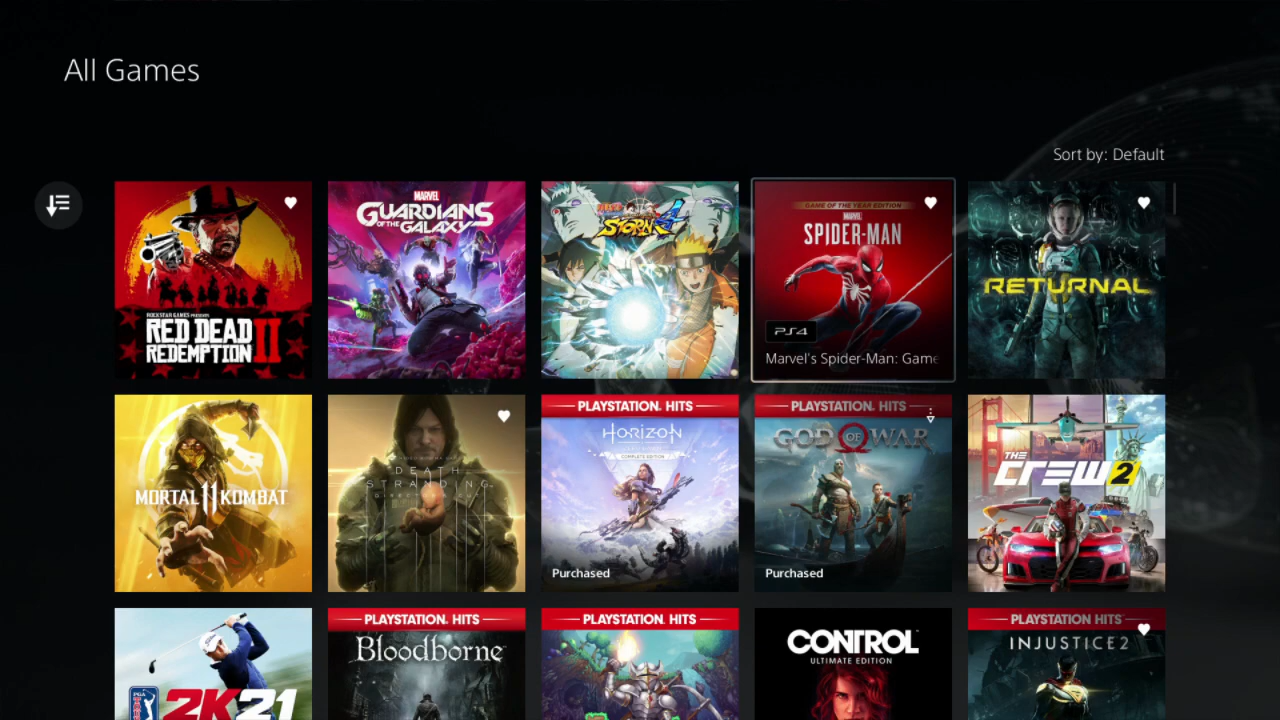 All Games
Sort by: Default
ROCKSTAR GAMES PRESENTS
RED DEAD
REDEMPTION II
MARVEL
GUARDIANS
OF THE
GALAXY
STORM 4
GAME OF THE YEAR EDITION
MARVEL
SPIDER-MAN
PS4
Marvel's Spider-Man: Game
RETURNAL
MORTAL KOMBAT 11
DEATH
STRANDING
DIRECTOR'S CUT
PLAYSTATION HITS
HORIZON
COMPLETE EDITION
Purchased
PLAYSTATION HITS
GOD OF WAR
Purchased
THE
CREW 2
PGA
2K21
PLAYSTATION HITS
Bloodborne
PLAYSTATION HITS
CONTROL
ULTIMATE EDITION
PLAYSTATION HITS
INJUSTICE 2